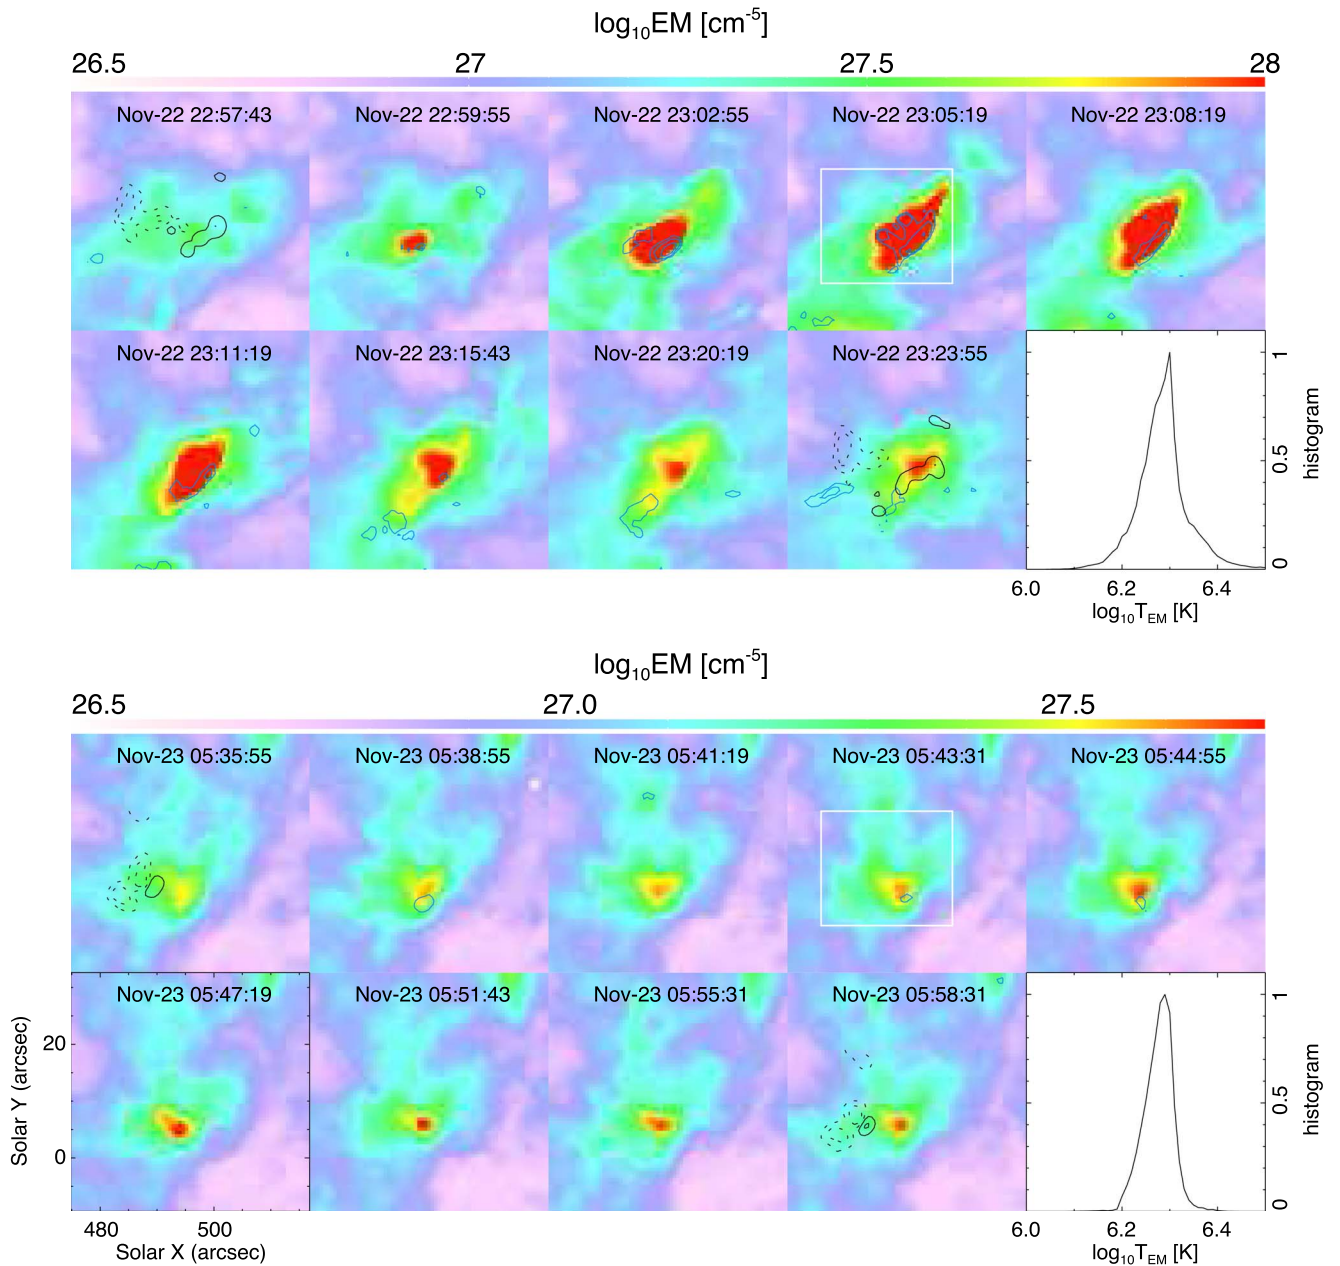 log10EM [cm-5]
26.5 27 27.5 28
Nov-22 22:57:43 Nov-22 22:59:55 Nov-22 23:02:55 Nov-22 23:05:19 Nov-22 23:08:19
Nov-22 23:11:19 Nov-22 23:15:43 Nov-22 23:20:19 Nov-22 23:23:55
1
0.5
0
histogram
6.0 6.2 6.4
log10TEM [K]
log10EM [cm-5]
26.5 27.0 27.5
Nov-23 05:35:55 Nov-23 05:38:55 Nov-23 05:41:19 Nov-23 05:43:31 Nov-23 05:44:55
Nov-23 05:47:19 Nov-23 05:51:43 Nov-23 05:55:31 Nov-23 05:58:31
20
0
Solar Y (arcsec)
480 500
Solar X (arcsec)
1
0.5
0
histogram
6.0 6.2 6.4
log10TEM [K]